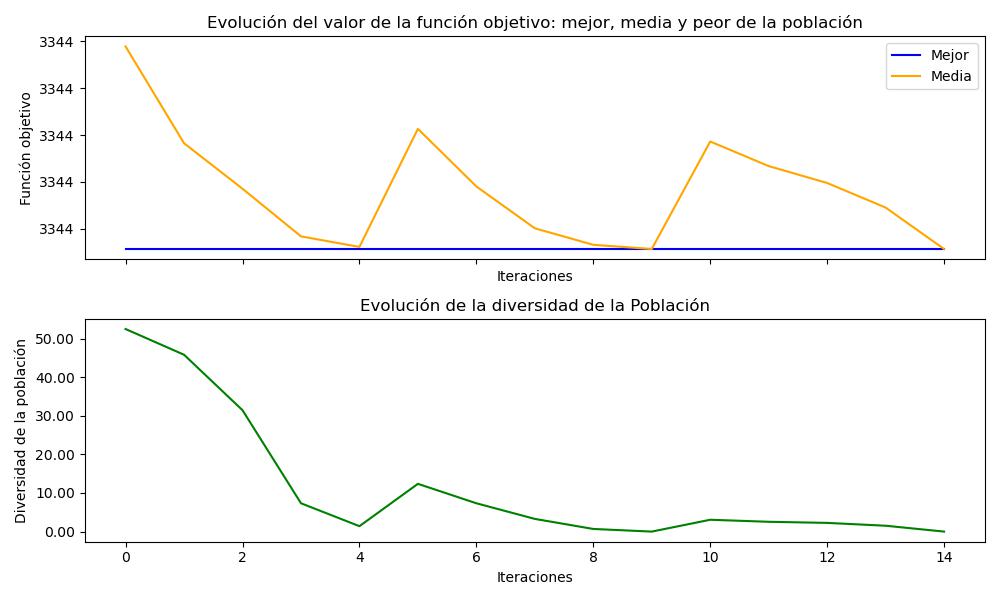 Evolución del valor de la función objetivo: mejor, media y peor de la población
Función objetivo
3344
3344
3344
3344
3344
Mejor
Media
Iteraciones
Evolución de la diversidad de la Población
Diversidad de la población
50.00
40.00
30.00
20.00
10.00
0.00
0 2 4 6 8 10 12 14
Iteraciones